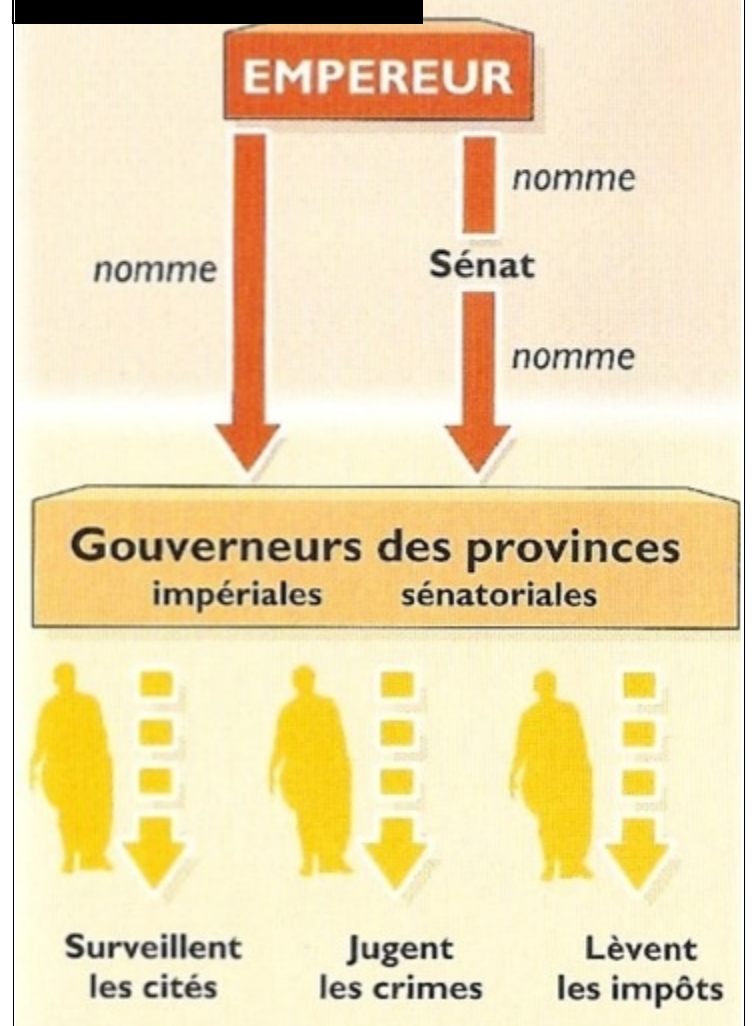 EMPEREUR
nomme
nomme
Sénat
nomme
Gouverneurs des provinces
impériales sénatoriales
Surveillent
les cités
Jugent
les crimes
Lèvent
les impôts